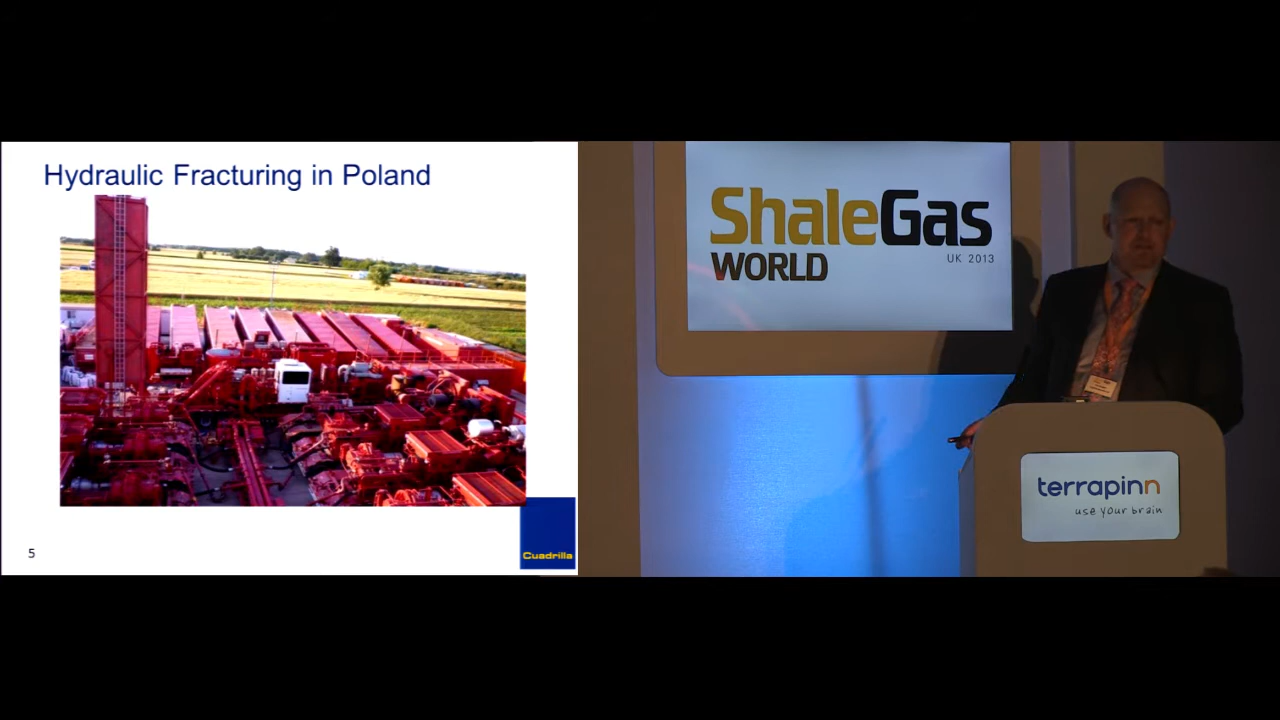 Hydraulic Fracturing in Poland
5
Cuadrilla
ShaleGas
WORLD
UK 2013
terrapinn
use your brain